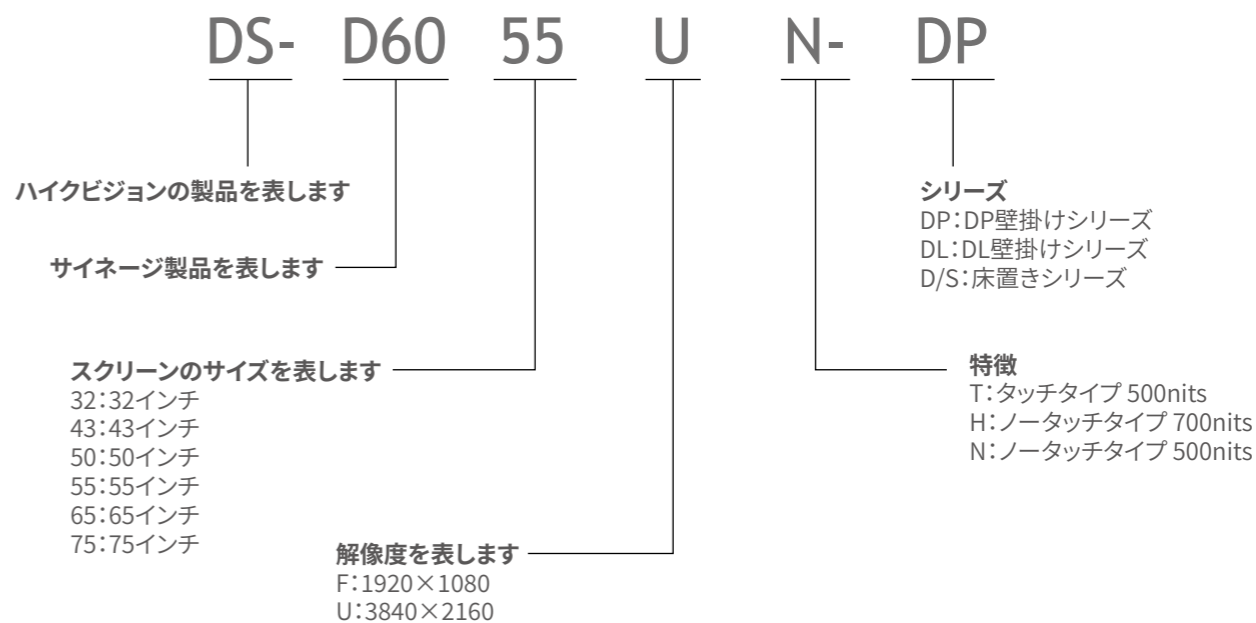 DS- D60 55 U N- DP
ハイクビジョンの製品を表します
サイネージ製品を表します
スクリーンのサイズを表します
32：32インチ
43：43インチ
50：50インチ
55：55インチ
65：65インチ
75：75インチ
解像度を表します
F：1920×1080
U：3840×2160
シリーズ
DP：DP壁掛けシリーズ
DL：DL壁掛けシリーズ
D/S：床置きシリーズ
特徴
T：タッチタイプ 500nits
H：ノータッチタイプ 700nits
N：ノータッチタイプ 500nits